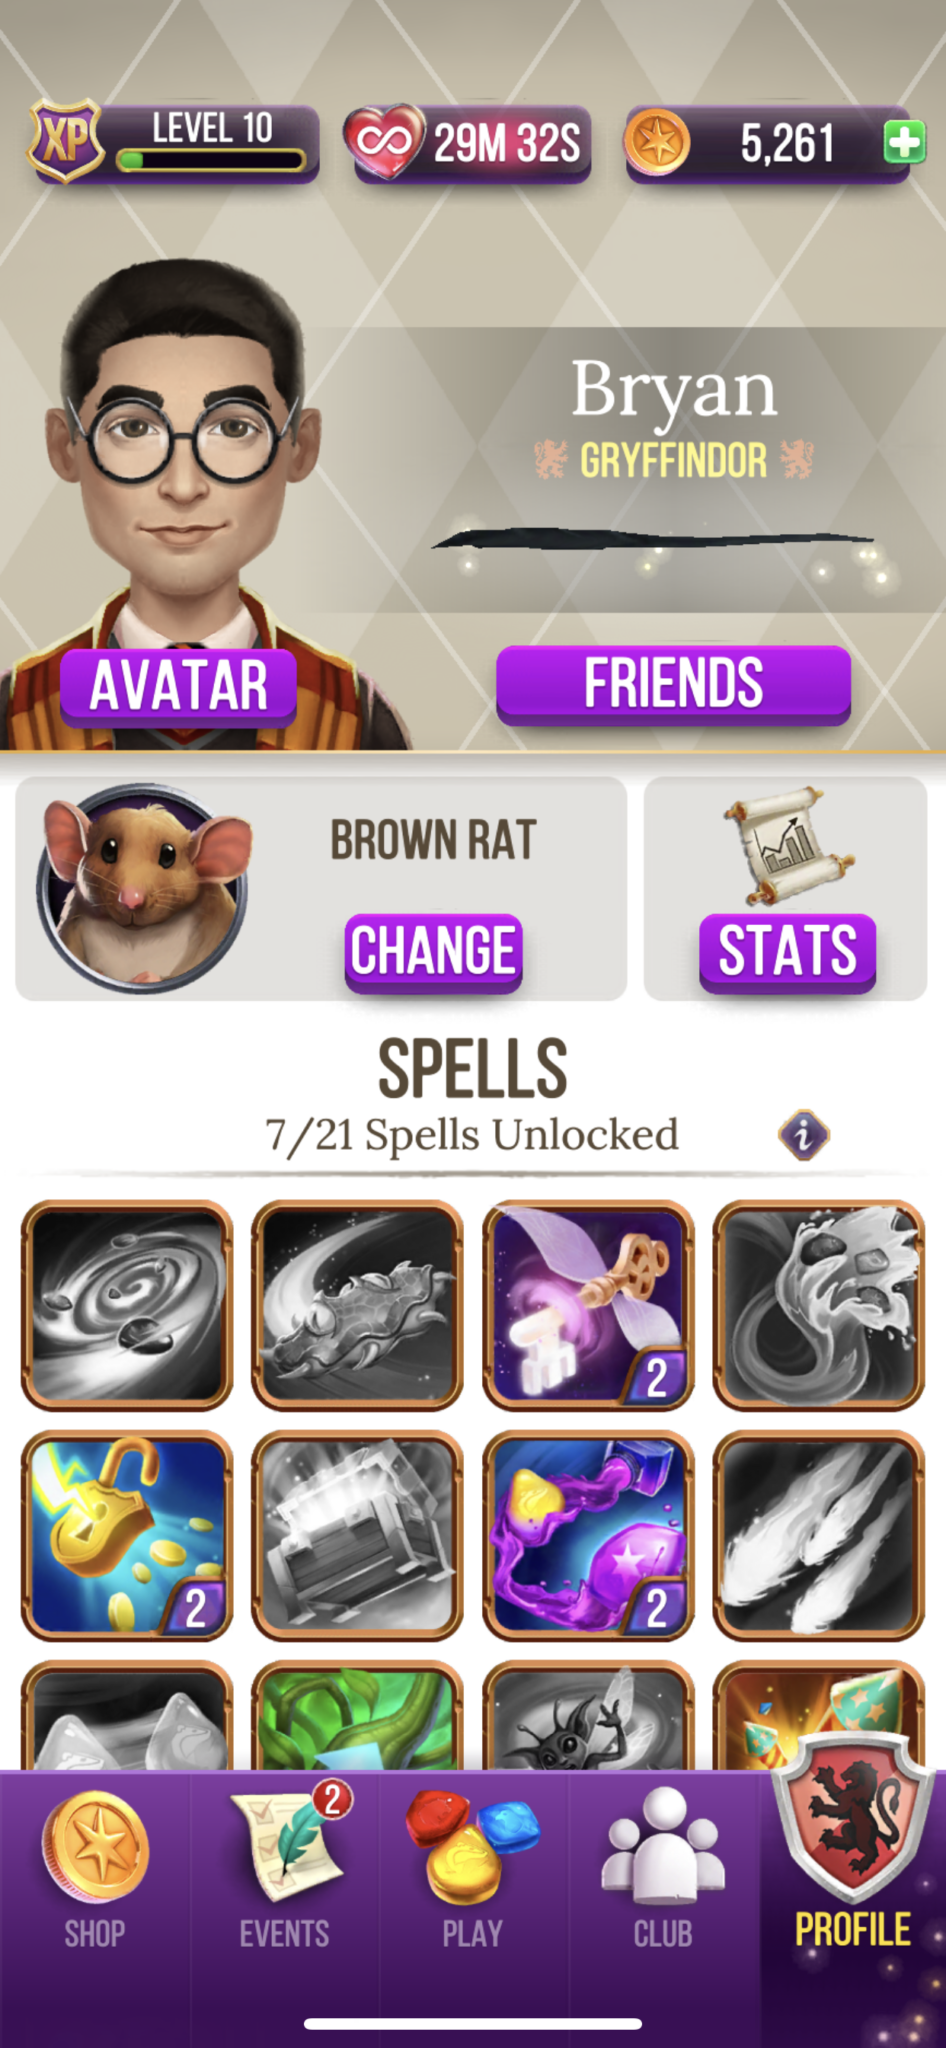 XP
LEVEL 10
29M 32S
5,261
Bryan
GRYFFINDOR
AVATAR
FRIENDS
BROWN RAT
CHANGE
STATS
SPELLS
7/21 Spells Unlocked
i
2
2
2
2
SHOP
EVENTS
PLAY
CLUB
PROFILE